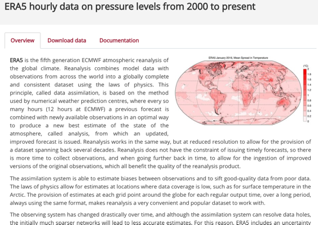 ERA5 hourly data on pressure levels from 2000 to present
Overview
Download data
Documentation
ERA5 is the fifth generation ECMWF atmospheric reanalysis of
the global climate. Reanalysis combines model data with
observations from across the world into a globally complete
and consistent dataset using the laws of physics. This
principle, called data assimilation, is based on the method
used by numerical weather prediction centres, where every so
many hours (12 hours at ECMWF) a previous forecast is
combined with newly available observations in an optimal way
to produce a new best estimate of the state of the
atmosphere, called analysis, from which an updated,
improved forecast is issued. Reanalysis works in the same way, but at reduced resolution to allow for the provision of
a dataset spanning back several decades. Reanalysis does not have the constraint of issuing timely forecasts, so there
is more time to collect observations, and when going further back in time, to allow for the ingestion of improved
versions of the original observations, which all benefit the quality of the reanalysis product.
The assimilation system is able to estimate biases between observations and to sift good-quality data from poor data.
The laws of physics allow for estimates at locations where data coverage is low, such as for surface temperature in
the Arctic. The provision of estimates at each grid point around the globe for each regular output time, over a long period,
always using the same format, makes reanalysis a very convenient and popular dataset to work with.
The observing system has changed drastically over time, and although the assimilation system can resolve data holes,
the initially much sparser networks will lead to less accurate estimates. For this reason, ERA5 includes an uncertainty